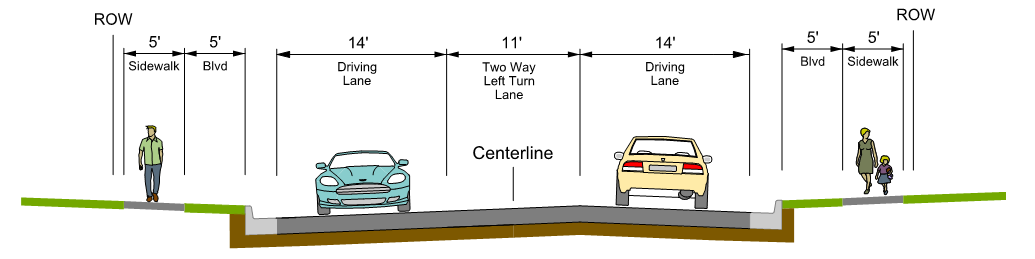 ROW
ROW
5' 5' 14' 11' 14' 5' 5'
Sidewalk Blvd Driving Two Way Driving Blvd Sidewalk
Lane Left Turn Lane
Lane
Centerline